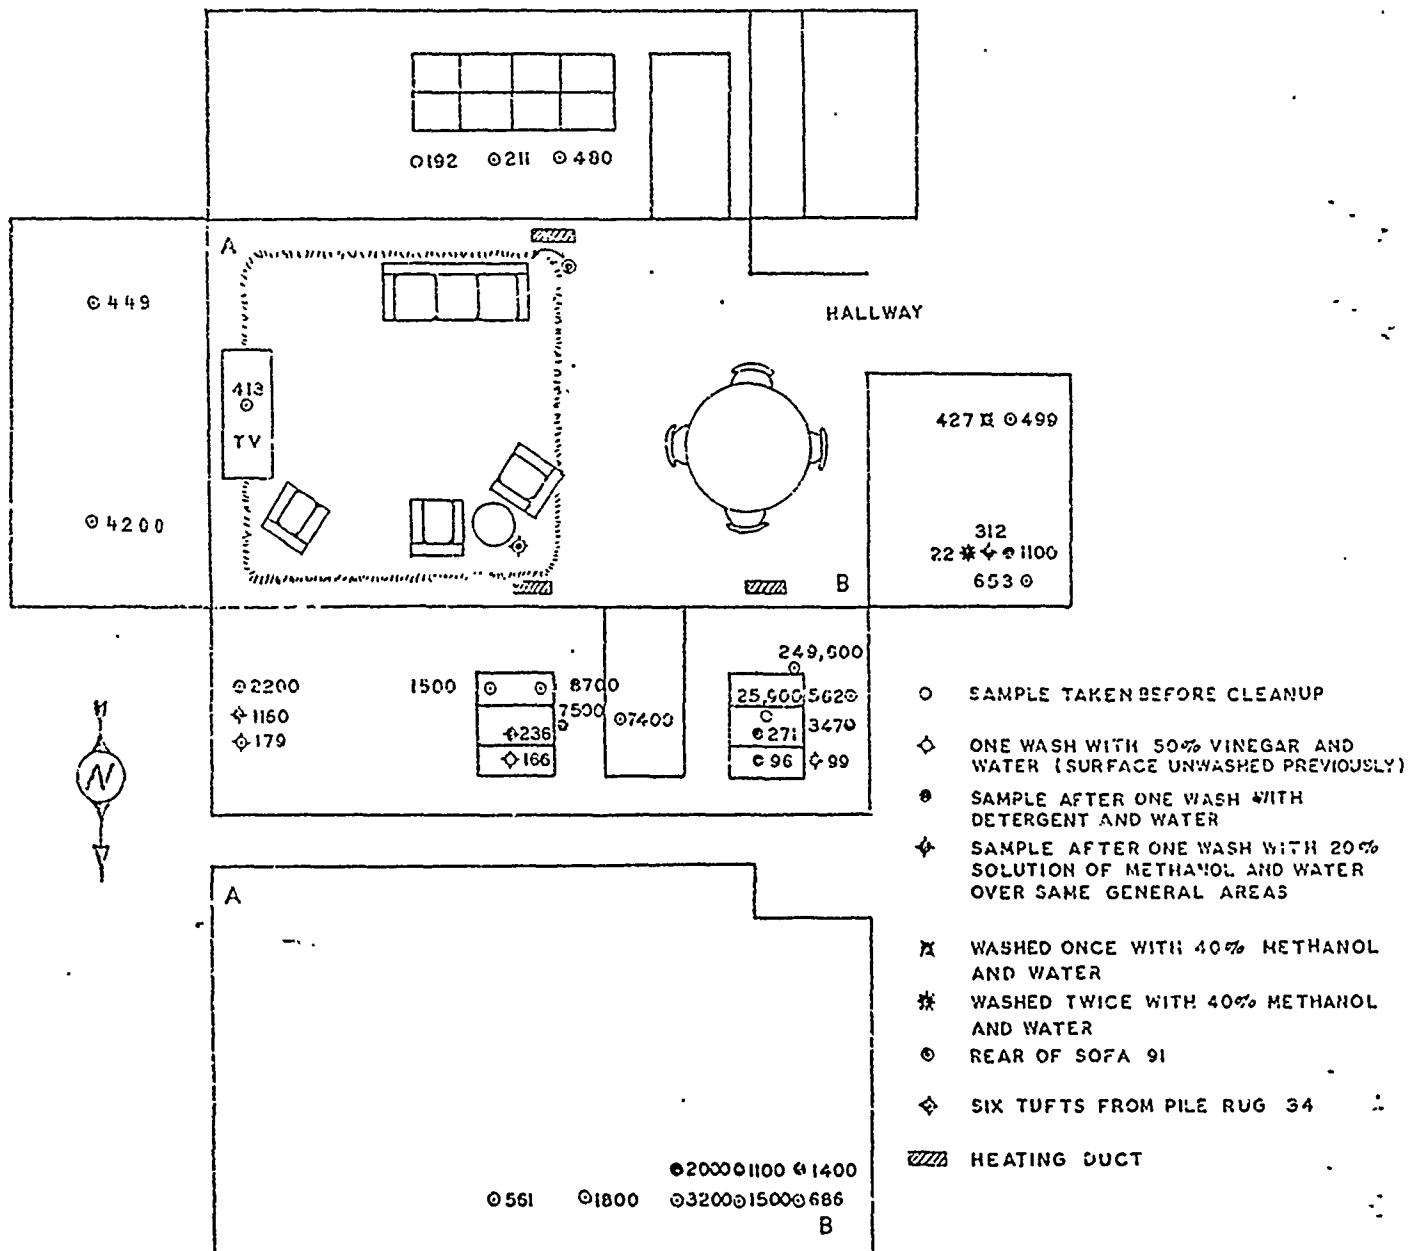 192 211 480
A
HALLWAY
449
413
TV
427 499
4200
312
22 1100
653
B
249,600
2200 1500 8700 25,900 562
1160 7500 7400 347
179 236 271
166 96 99
N
SAMPLE TAKEN BEFORE CLEANUP
ONE WASH WITH 50% VINEGAR AND
WATER (SURFACE UNWASHED PREVIOUSLY)
SAMPLE AFTER ONE WASH WITH
DETERGENT AND WATER
SAMPLE AFTER ONE WASH WITH 20%
SOLUTION OF METHANOL AND WATER
OVER SAME GENERAL AREAS
A
WASHED ONCE WITH 40% METHANOL
AND WATER
WASHED TWICE WITH 40% METHANOL
AND WATER
REAR OF SOFA 91
SIX TUFTS FROM PILE RUG 34
HEATING DUCT
2000 1100 1400
561 1800 3200 1500 686
B